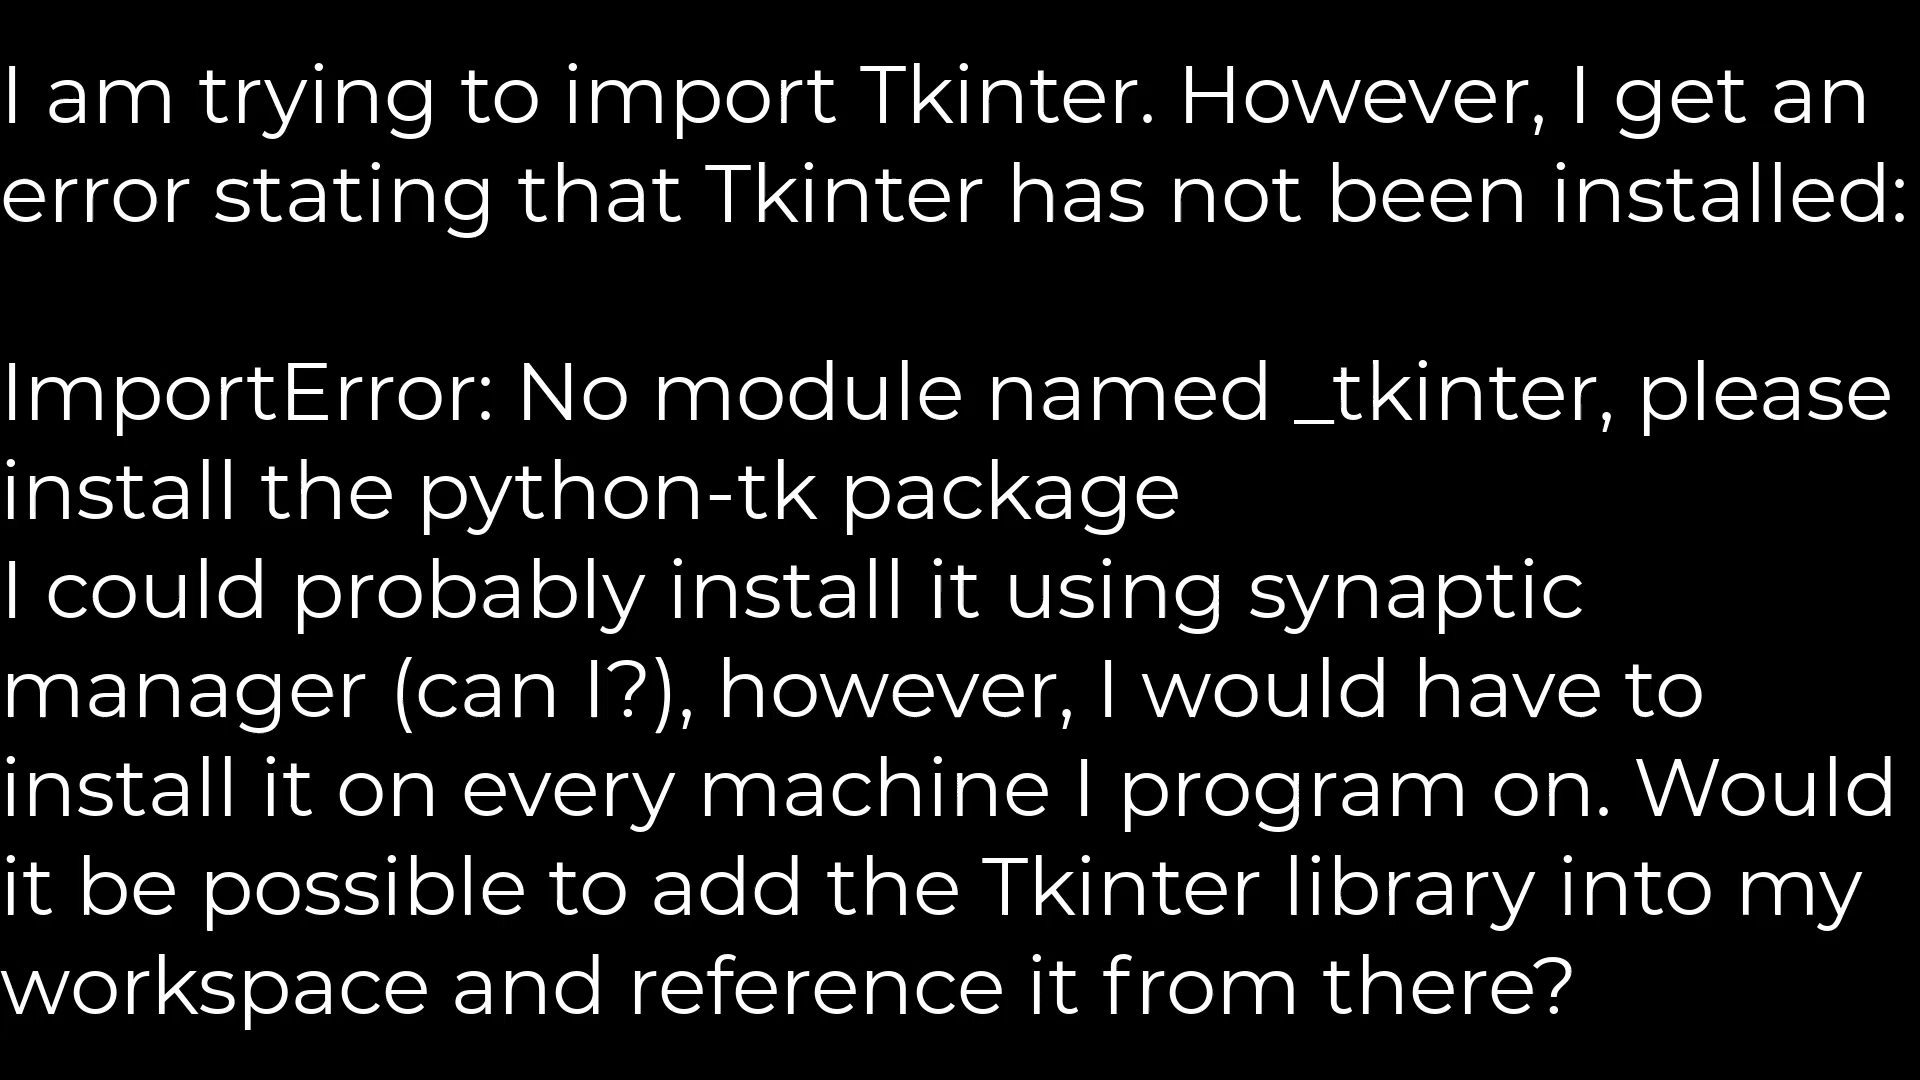 I am trying to import Tkinter. However, I get an
error stating that Tkinter has not been installed:
ImportError: No module named _tkinter, please
install the python-tk package
I could probably install it using synaptic
manager (can I?), however, I would have to
install it on every machine I program on. Would
it be possible to add the Tkinter library into my
workspace and reference it from there?